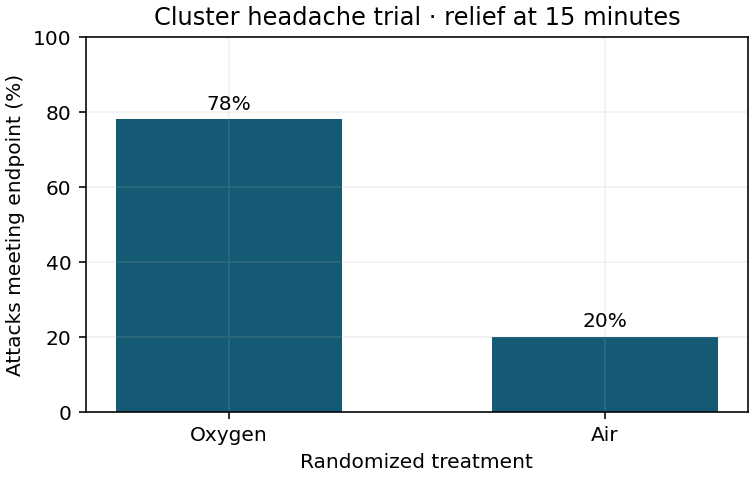 Cluster headache trial · relief at 15 minutes
Attacks meeting endpoint (%)
100
80
60
40
20
0
78%
20%
Oxygen
Air
Randomized treatment